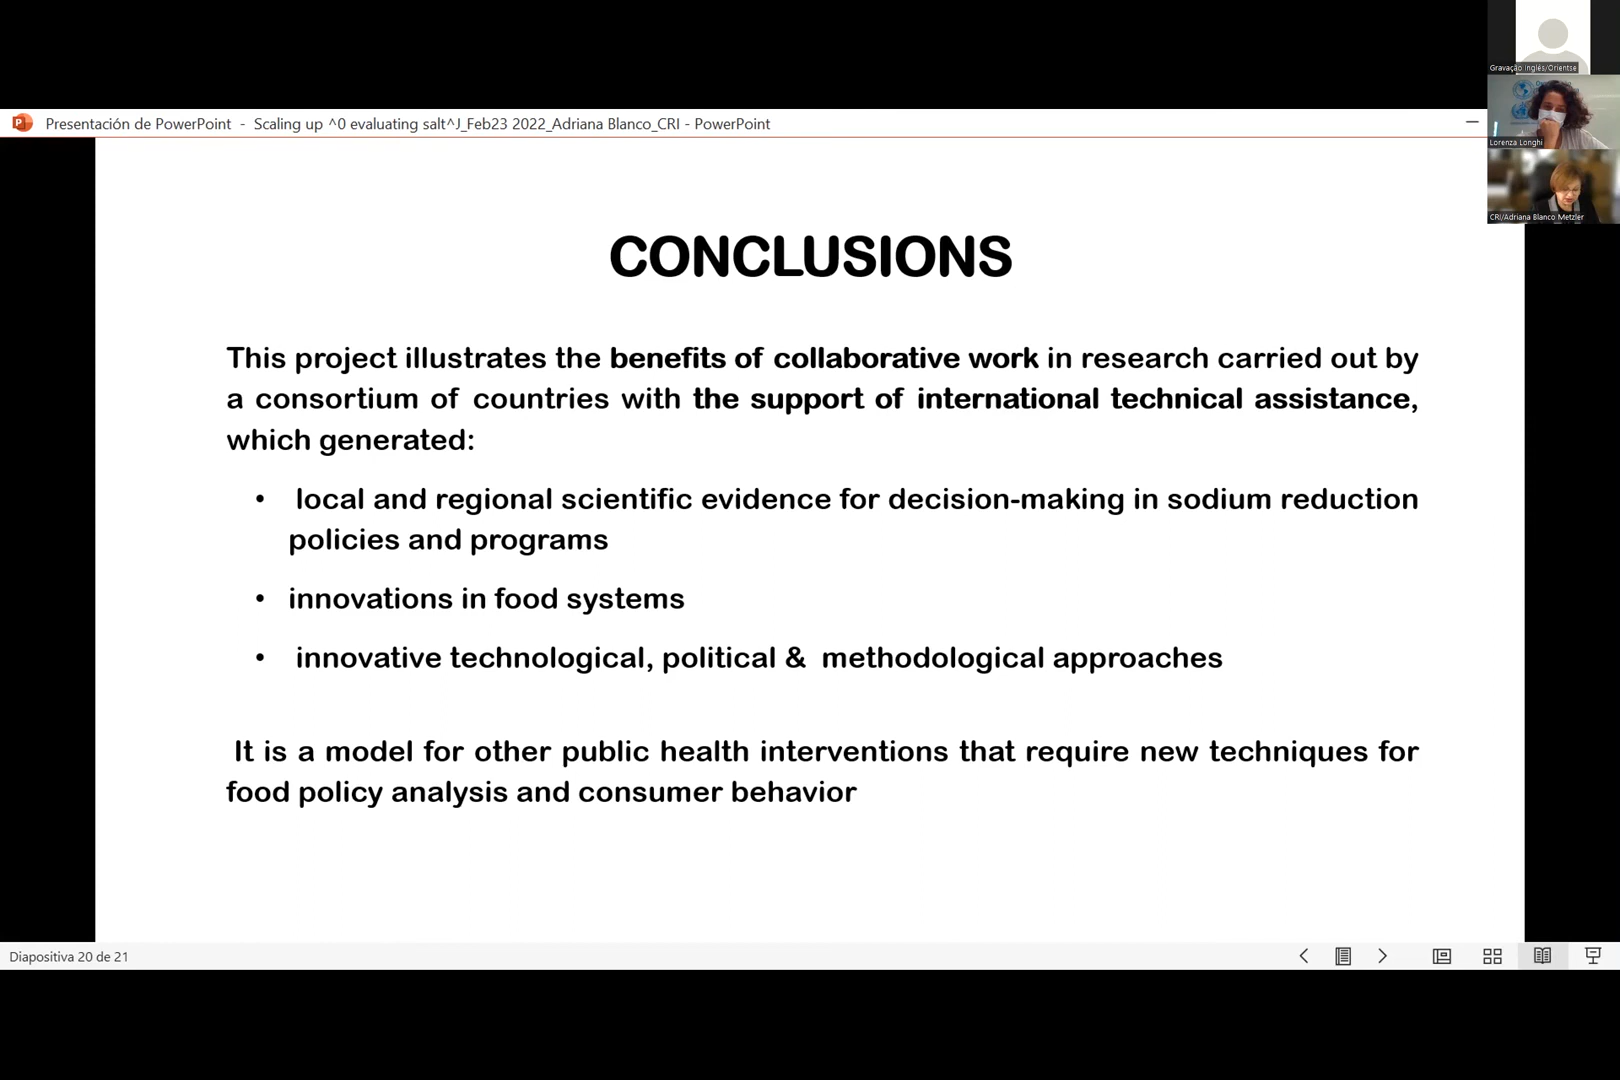 Gravação Inglês/Orientse
Lorenza Longhi
CRI/Adriana Blanco Metzler
Presentación de PowerPoint - Scaling up ^0 evaluating salt^J_Feb23 2022_Adriana Blanco_CRI - PowerPoint
CONCLUSIONS
This project illustrates the benefits of collaborative work in research carried out by
a consortium of countries with the support of international technical assistance,
which generated:
• local and regional scientific evidence for decision-making in sodium reduction
policies and programs
• innovations in food systems
• innovative technological, political & methodological approaches
It is a model for other public health interventions that require new techniques for
food policy analysis and consumer behavior
Diapositiva 20 de 21